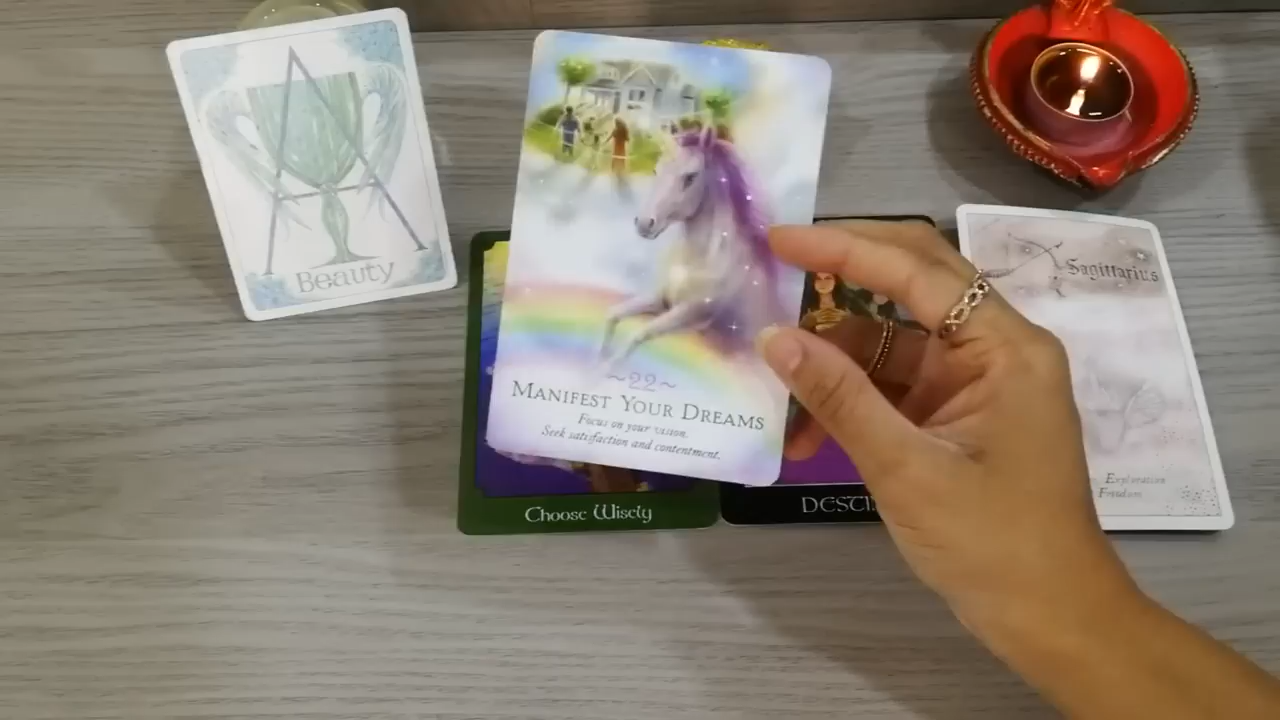 Beauty
~22~
Manifest Your Dreams
Focus on your vision.
Seek satisfaction and contentment.
Choose Wisely
Sagittarius
Exploration
Freedom